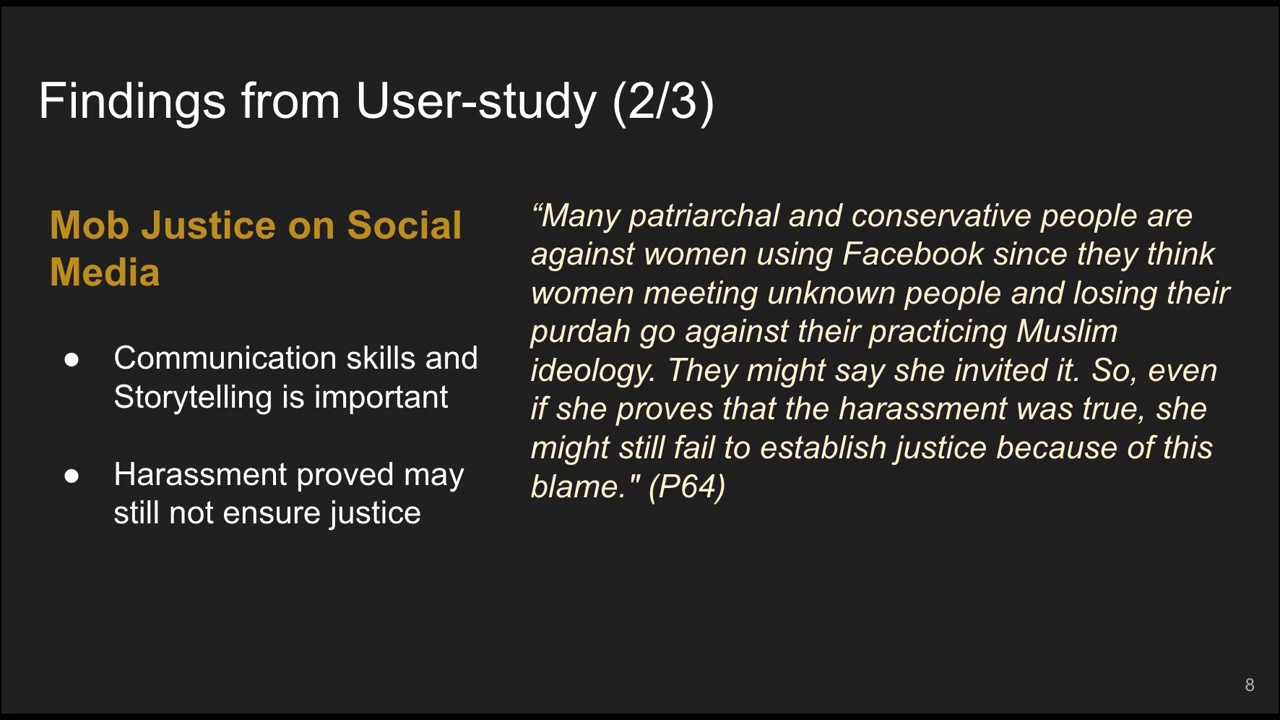 Findings from User-study (2/3)
Mob Justice on Social
Media
● Communication skills and
Storytelling is important
● Harassment proved may
still not ensure justice
“Many patriarchal and conservative people are
against women using Facebook since they think
women meeting unknown people and losing their
purdah go against their practicing Muslim
ideology. They might say she invited it. So, even
if she proves that the harassment was true, she
might still fail to establish justice because of this
blame." (P64)
8